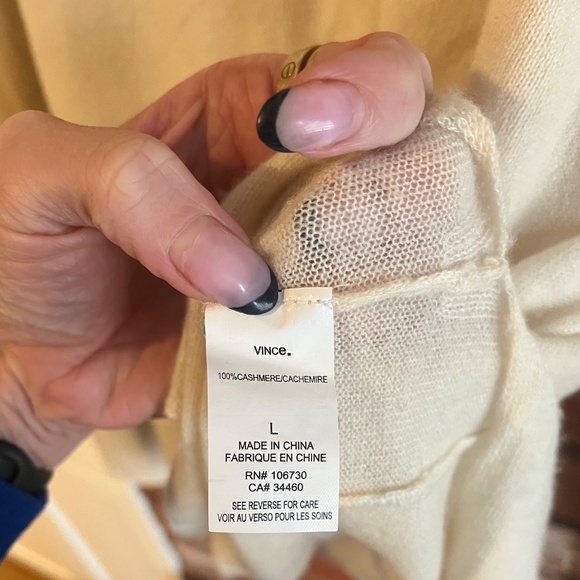 VINCe.
100%CASHMERE/CACHEMIRE
L
MADE IN CHINA
FABRIQUE EN CHINE
RN# 106730
CA# 34460
SEE REVERSE FOR CARE
VOIR AU VERSO POUR LES SOINS